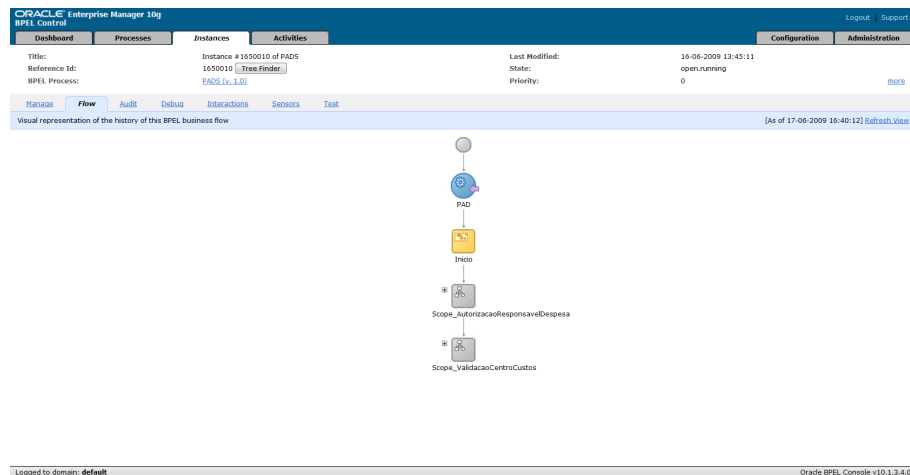 ORACLE Enterprise Manager 10g
BPEL Control
Logout | Support
Dashboard Processes Instances Activities Configuration Administration
Title: Instance #1650010 of PADS Last Modified: 16-06-2009 13:45:11
Reference Id: 1650010 Tree Finder State: open.running
BPEL Process: PADS (v. 1.0) Priority: 0 more
Manage Flow Audit Debug Interactions Sensors Test
Visual representation of the history of this BPEL business flow [As of 17-06-2009 16:40:12] Refresh View
PAD
Inicio
Scope_AutorizacaoResponsavelDespesa
Scope_ValidacaoCentroCustos
Logged to domain: default Oracle BPEL Console v10.1.3.4.0